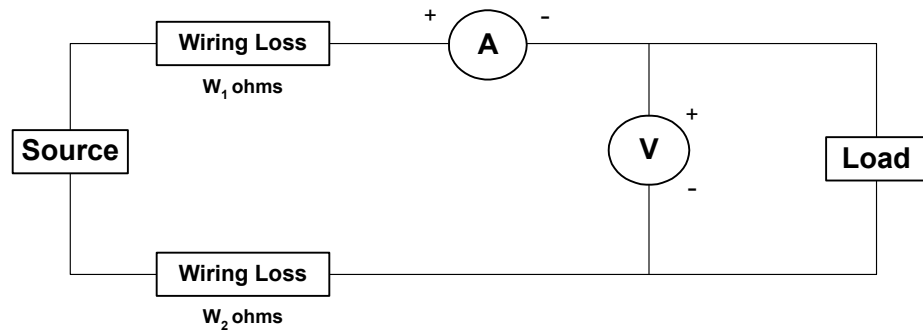 Wiring Loss
W₁ ohms
+
A
-
Source
+
V
-
Load
Wiring Loss
W₂ ohms